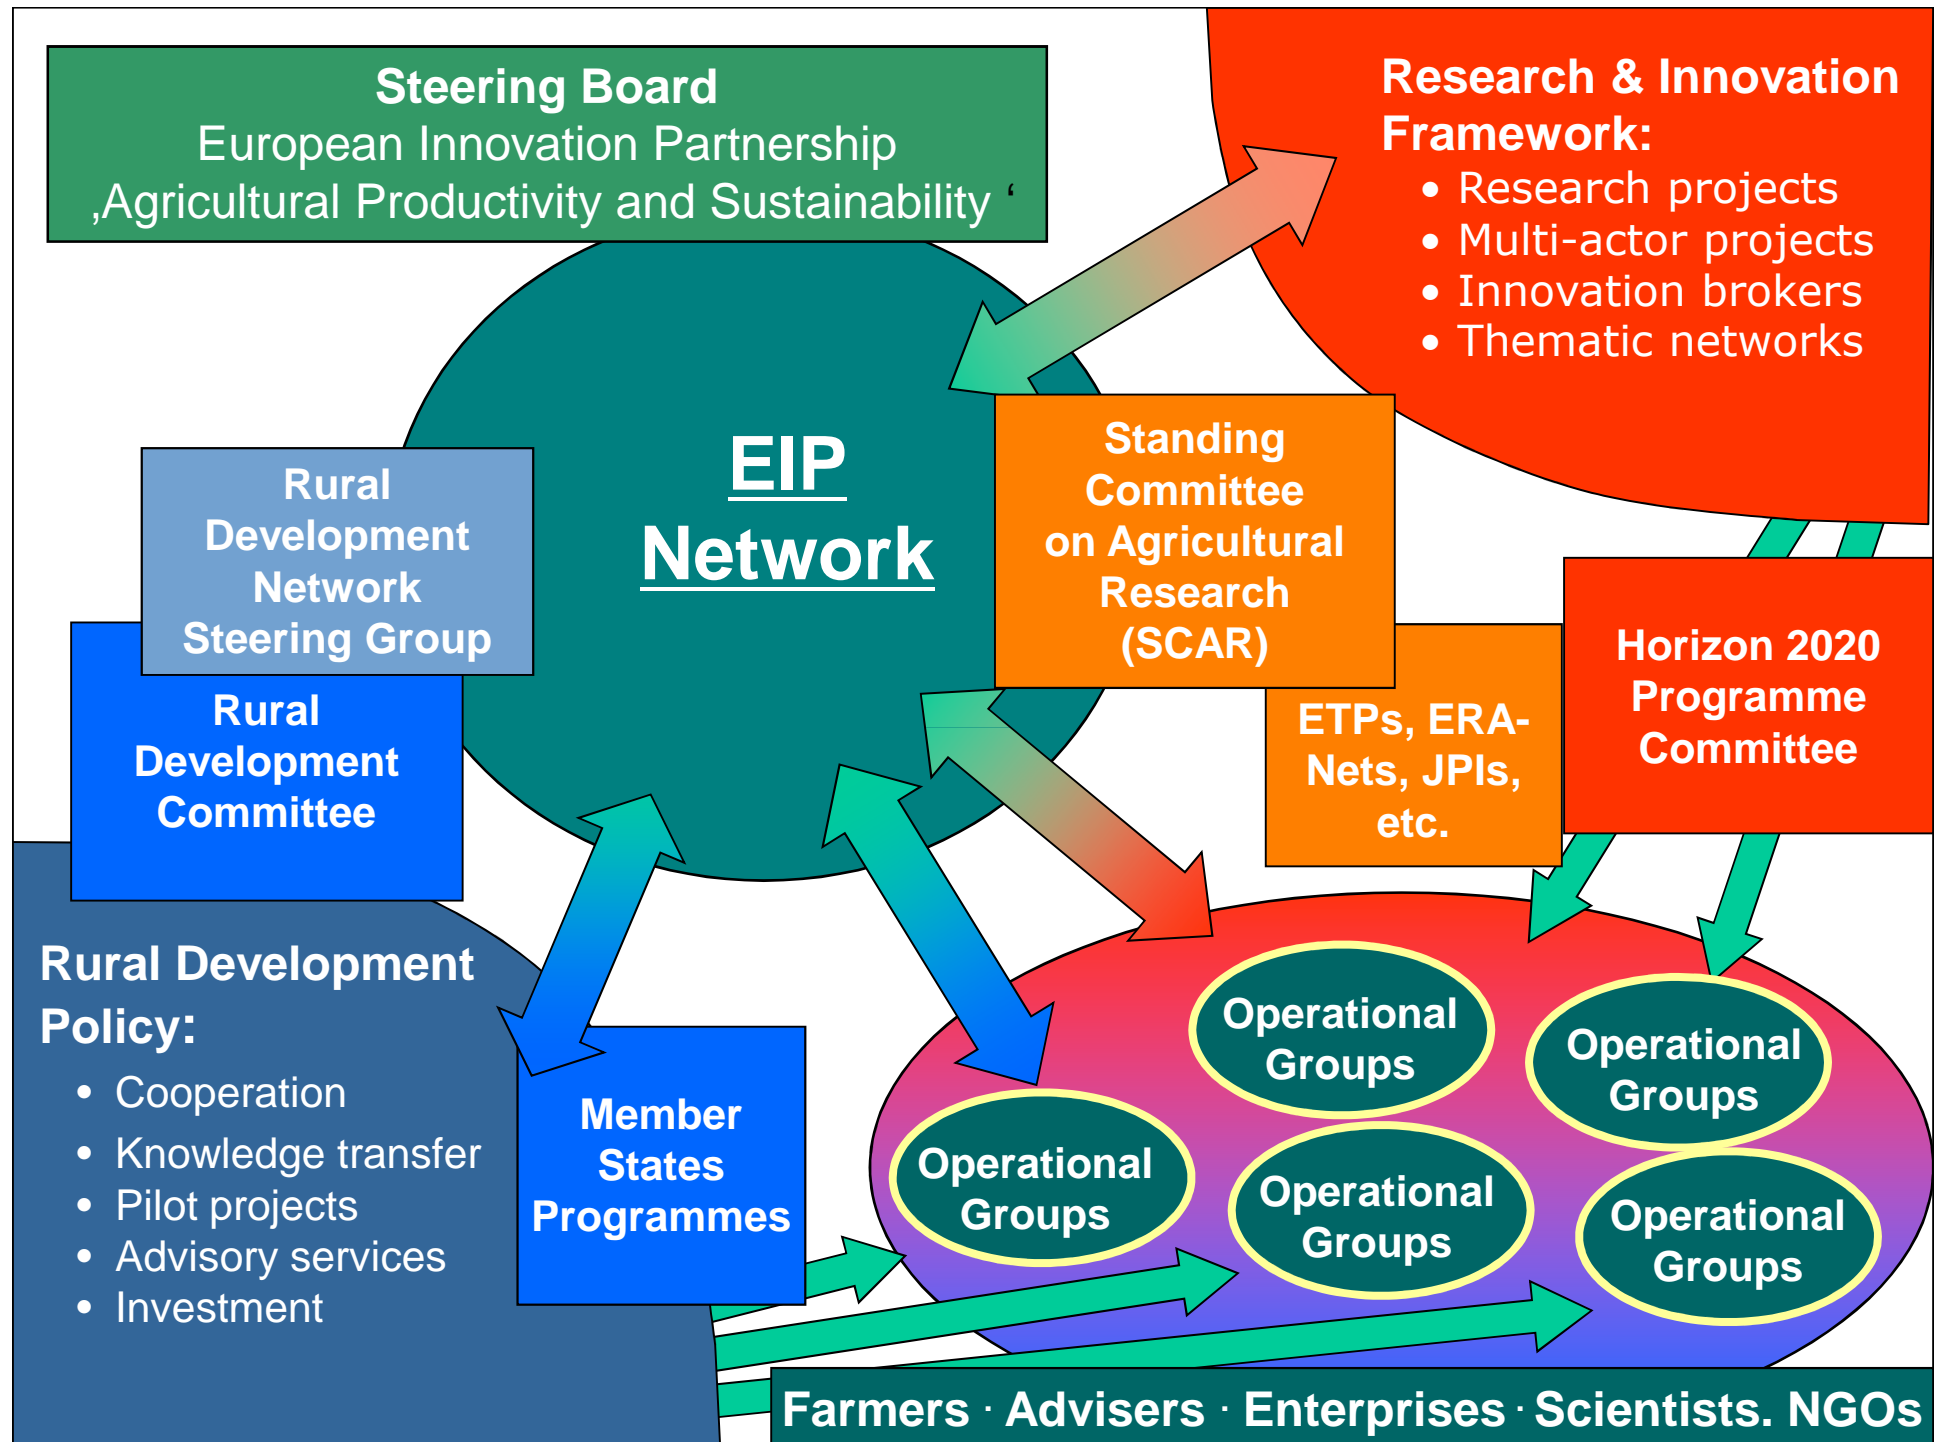 Steering Board
European Innovation Partnership
‚Agricultural Productivity and Sustainability ‘
Research & Innovation
Framework:
• Research projects
• Multi-actor projects
• Innovation brokers
• Thematic networks
EIP
Network
Standing
Committee
on Agricultural
Research
(SCAR)
Rural
Development
Network
Steering Group
Rural
Development
Committee
ETPs, ERA-
Nets, JPIs,
etc.
Horizon 2020
Programme
Committee
Rural Development
Policy:
• Cooperation
• Knowledge transfer
• Pilot projects
• Advisory services
• Investment
Member
States
Programmes
Operational
Groups
Operational
Groups
Operational
Groups
Operational
Groups
Operational
Groups
Farmers · Advisers · Enterprises · Scientists. NGOs